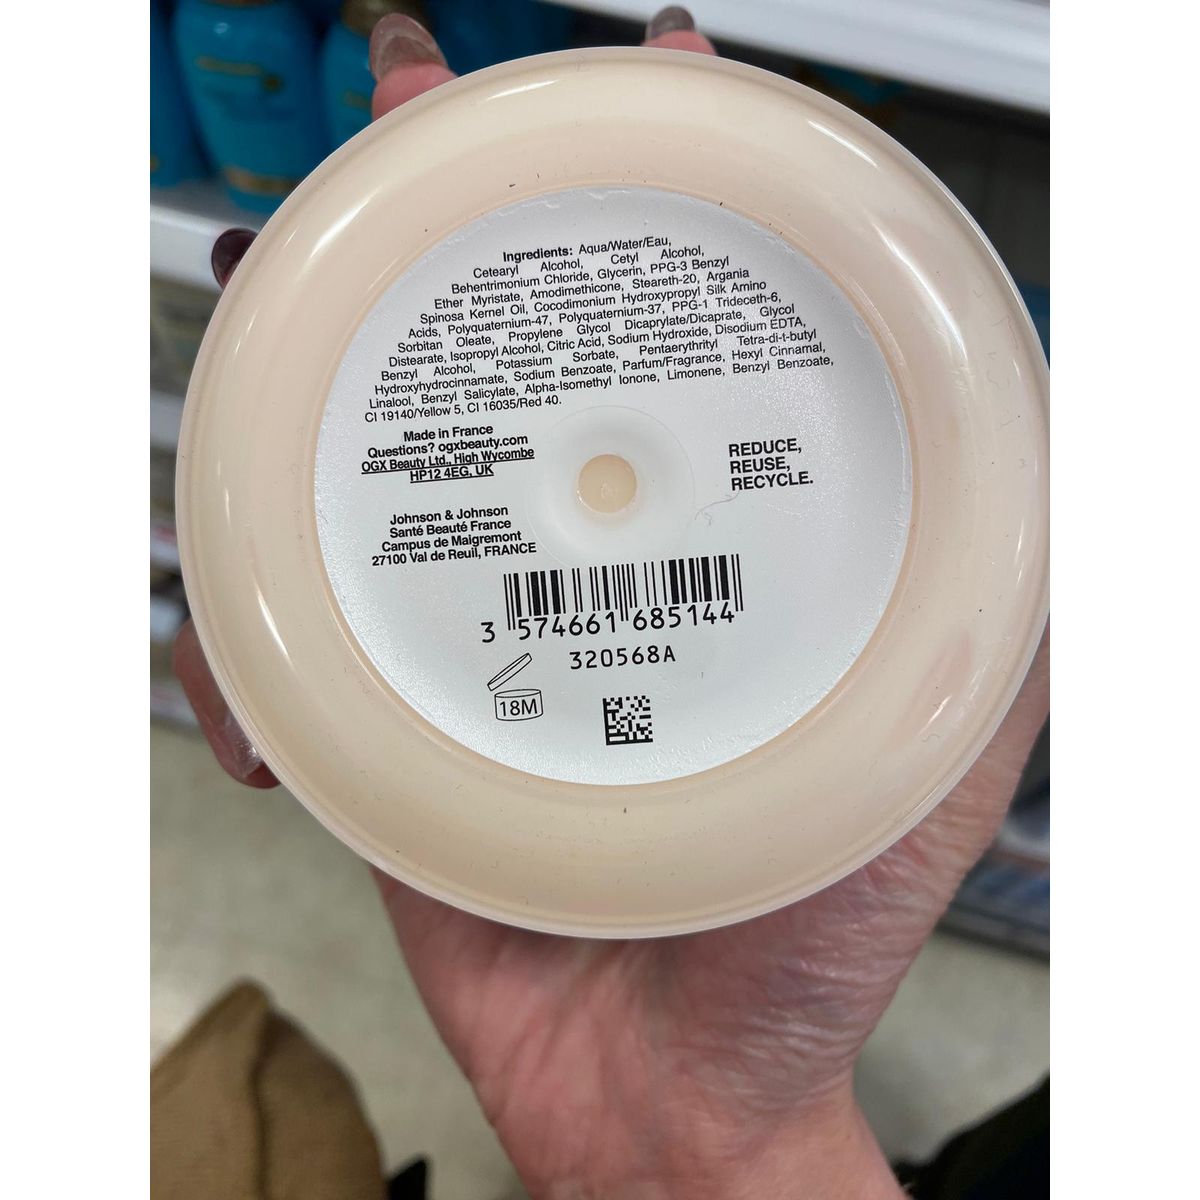 Ingredients: Aqua/Water/Eau,
Cetearyl Alcohol, Cetyl Alcohol,
Behentrimonium Chloride, Glycerin, PPG-3 Benzyl
Ether Myristate, Amodimethicone, Steareth-20, Argania
Spinosa Kernel Oil, Cocodimonium Hydroxypropyl Silk Amino
Acids, Polyquaternium-47, Polyquaternium-37, PPG-1 Trideceth-6,
Sorbitan Oleate, Propylene Glycol Dicaprylate/Dicaprate, Glycol
Distearate, Isopropyl Alcohol, Citric Acid, Sodium Hydroxide, Disodium EDTA,
Benzyl Alcohol, Potassium Sorbate, Pentaerythrityl Tetra-di-t-butyl
Hydroxyhydrocinnamate, Sodium Benzoate, Parfum/Fragrance, Hexyl Cinnamal,
Linalool, Benzyl Salicylate, Alpha-Isomethyl Ionone, Limonene, Benzyl Benzoate,
CI 19140/Yellow 5, CI 16035/Red 40.
Made in France
Questions? ogxbeauty.com
OGX Beauty Ltd., High Wycombe
HP12 4EG, UK
REDUCE,
REUSE,
RECYCLE.
Johnson & Johnson
Santé Beauté France
Campus de Maigremont
27100 Val de Reuil, FRANCE
3 574661 685144
320568A
18M